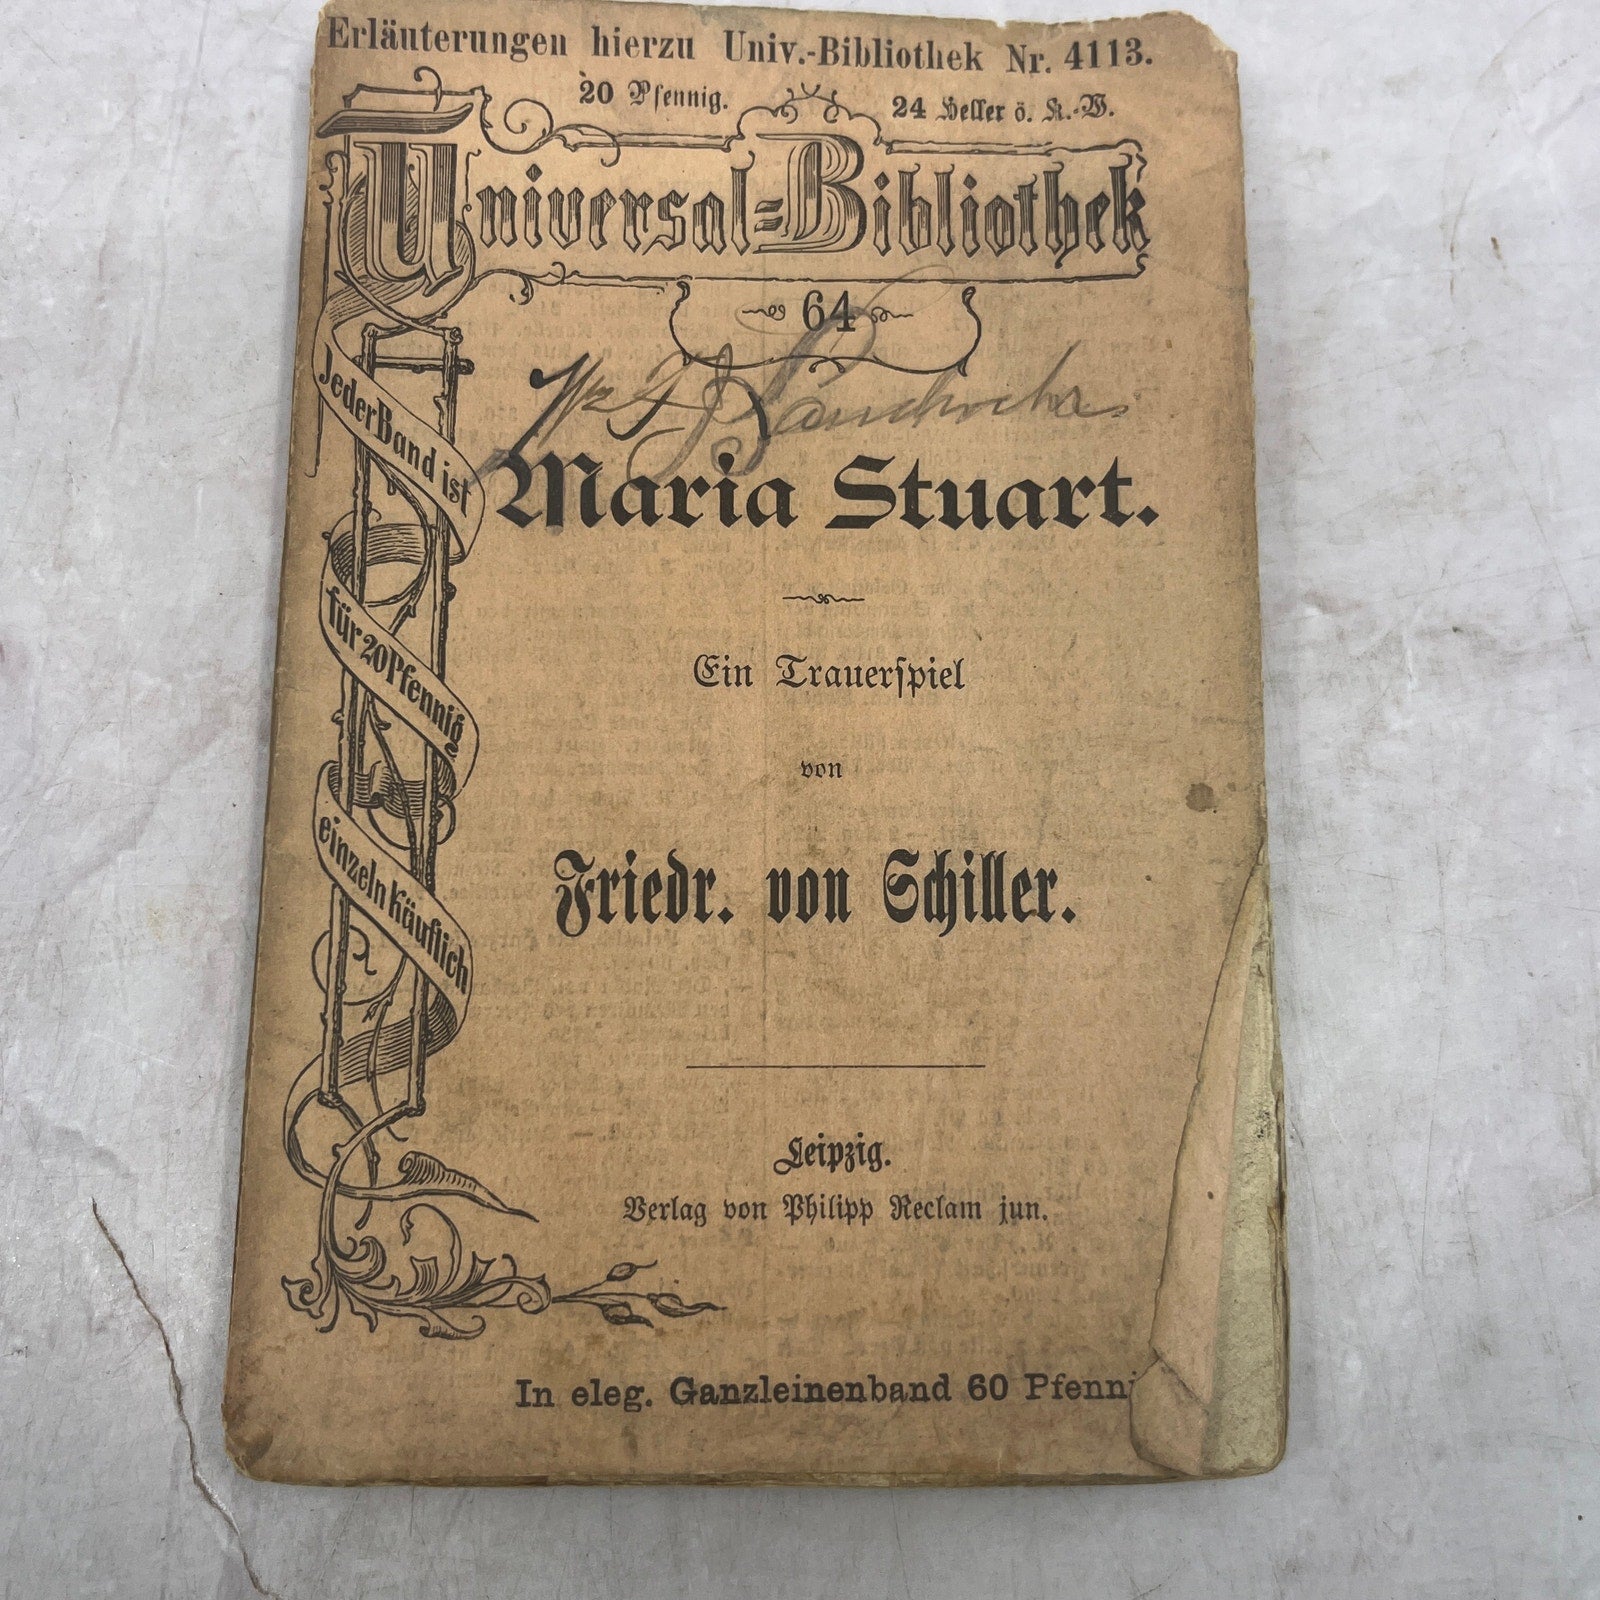 Erläuterungen hierzu Univ.-Bibliothek Nr. 4113.
20 Pfennig. 24 Heller ö. K.-W.
Universal=Bibliothek
64
Jeder Band ist
für 20 Pfennig
einzeln käuflich
Maria Stuart.
Ein Trauerspiel
von
Friedr. von Schiller.
Leipzig.
Verlag von Philipp Reclam jun.
In eleg. Ganzleinenband 60 Pfenni